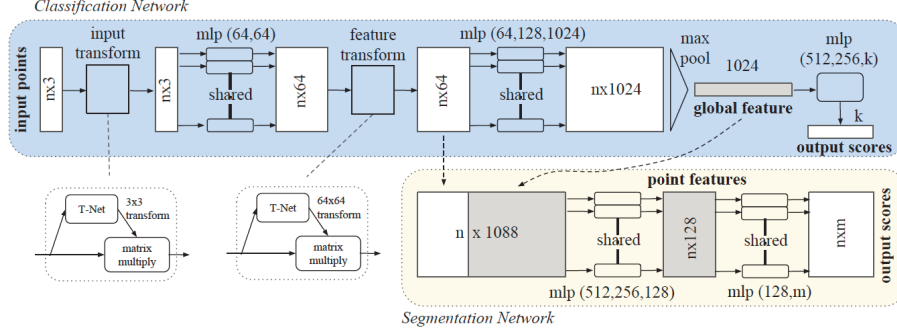 Classification Network
input points
nx3
input
transform
nx3
mlp (64,64)
shared
nx64
feature
transform
nx64
mlp (64,128,1024)
shared
nx1024
max
pool
1024
global feature
mlp
(512,256,k)
k
output scores
T-Net
3x3
transform
matrix
multiply
T-Net
64x64
transform
matrix
multiply
point features
n x 1088
shared
mlp (512,256,128)
nx128
shared
mlp (128,m)
nxm
output scores
Segmentation Network